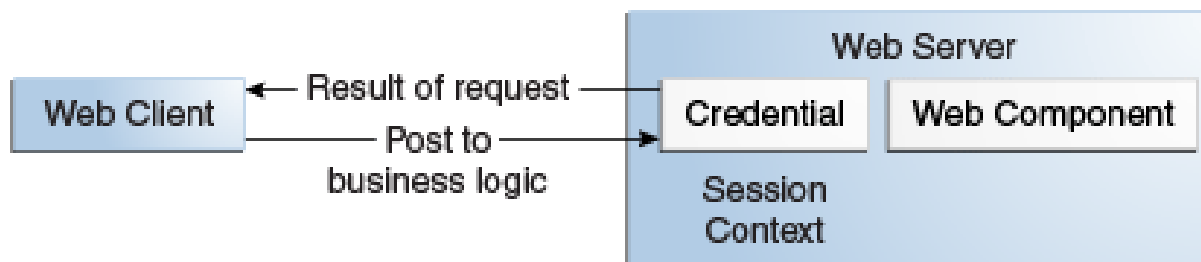 Web Server
Web Client
Result of request
Credential
Web Component
Post to
business logic
Session
Context